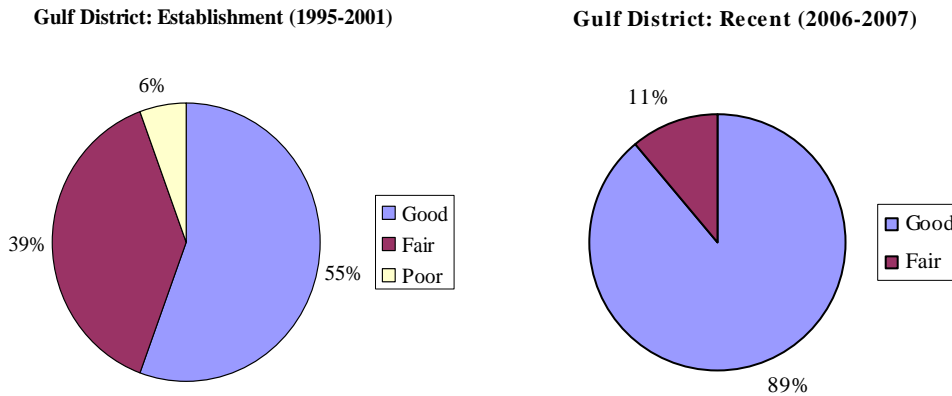 Gulf District: Establishment (1995-2001)
6%
39%
55%
Good
Fair
Poor
Gulf District: Recent (2006-2007)
11%
89%
Good
Fair